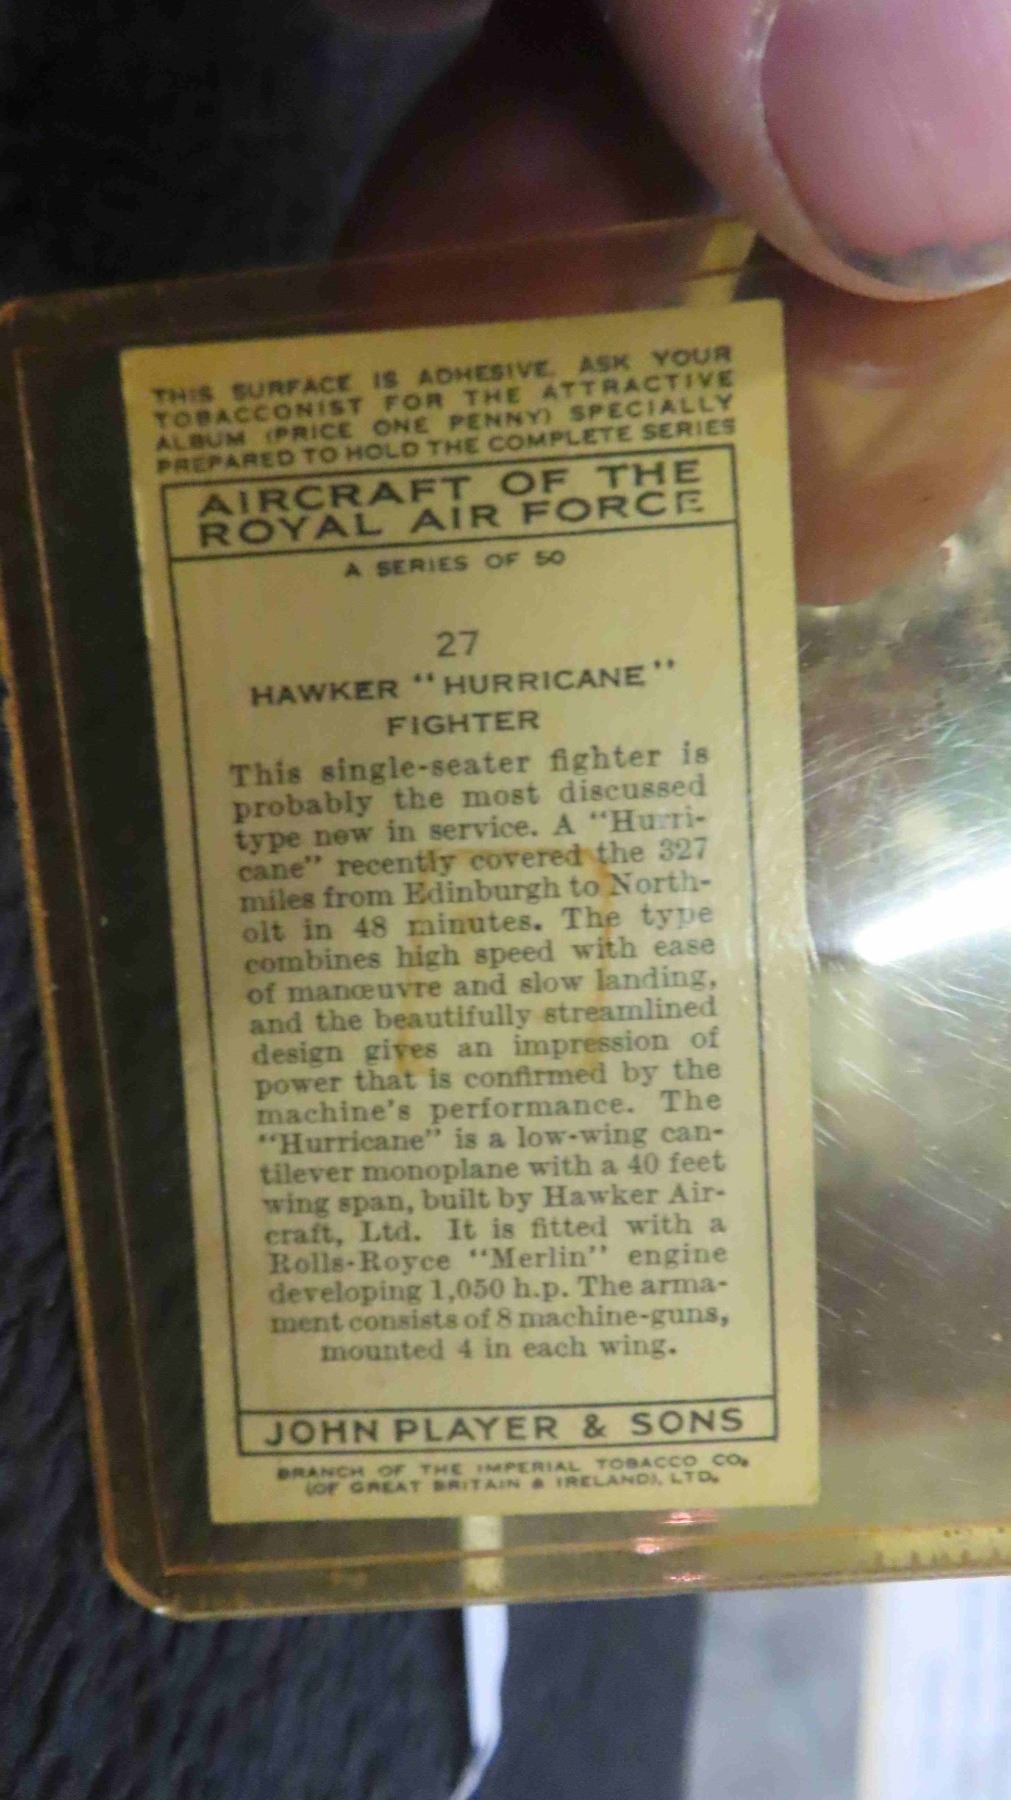 THIS SURFACE IS ADHESIVE. ASK YOUR
TOBACCONIST FOR THE ATTRACTIVE
ALBUM (PRICE ONE PENNY) SPECIALLY
PREPARED TO HOLD THE COMPLETE SERIES
AIRCRAFT OF THE
ROYAL AIR FORCE
A SERIES OF 50
27
HAWKER "HURRICANE"
FIGHTER
This single-seater fighter is
probably the most discussed
type now in service. A "Hurri-
cane" recently covered the 327
miles from Edinburgh to North-
olt in 48 minutes. The type
combines high speed with ease
of manœuvre and slow landing,
and the beautifully streamlined
design gives an impression of
power that is confirmed by the
machine's performance. The
"Hurricane" is a low-wing can-
tilever monoplane with a 40 feet
wing span, built by Hawker Air-
craft, Ltd. It is fitted with a
Rolls-Royce "Merlin" engine
developing 1,050 h.p. The arma-
ment consists of 8 machine-guns,
mounted 4 in each wing.
JOHN PLAYER & SONS
BRANCH OF THE IMPERIAL TOBACCO CO.
(OF GREAT BRITAIN & IRELAND), LTD.